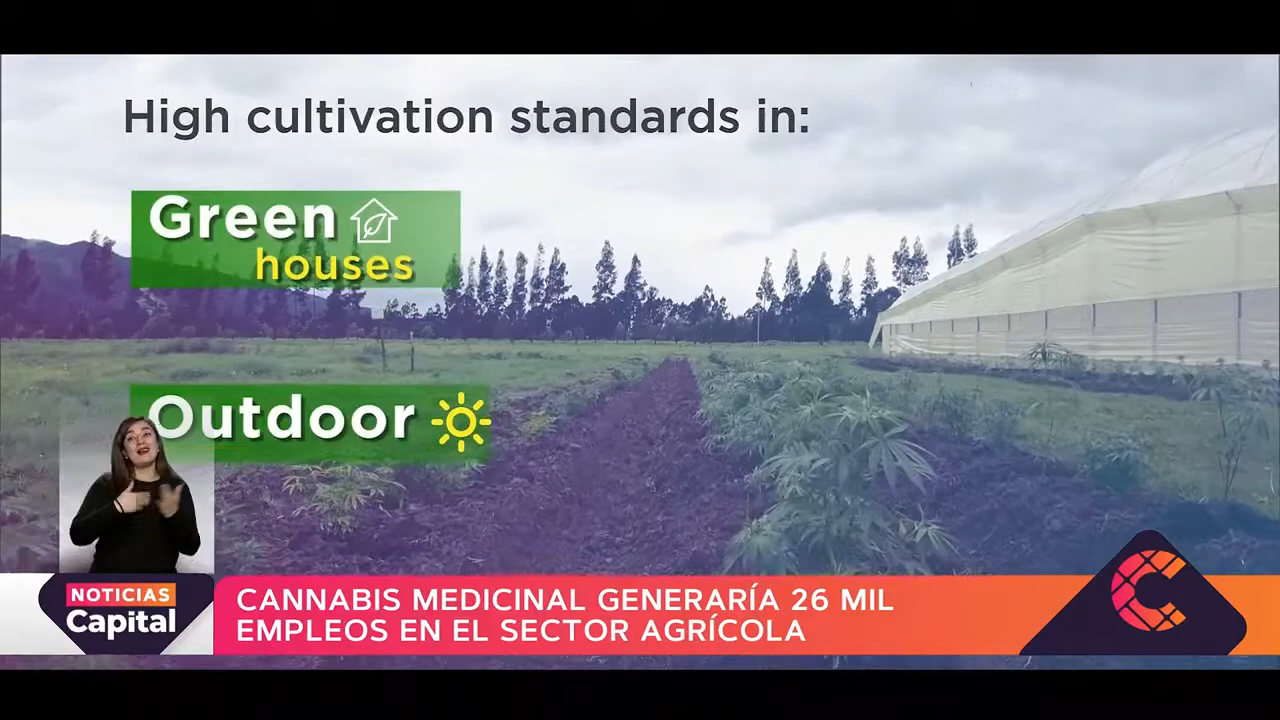 High cultivation standards in:
Green
houses
Outdoor
NOTICIAS
Capital
CANNABIS MEDICINAL GENERARÍA 26 MIL
EMPLEOS EN EL SECTOR AGRÍCOLA
C